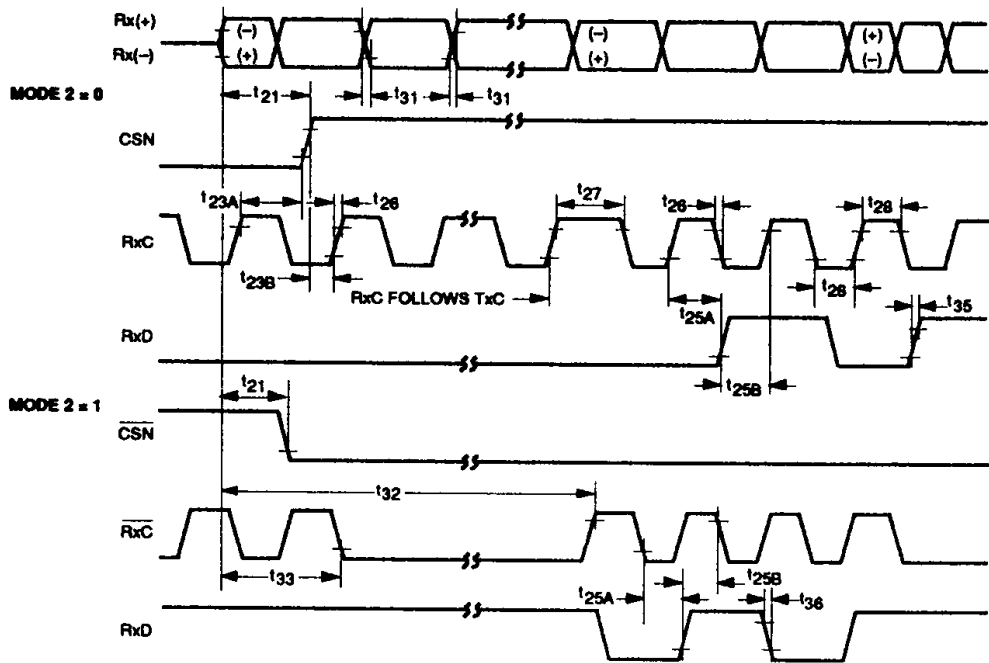 Rx(+)
Rx(−)
(−) (−) (+)
(+) (+) (−)
t21 t31 t31
MODE 2 = 0
CSN
t23A t26 t27 t26 t28
RxC
t23B t28
RxC FOLLOWS TxC
t25A t35
RxD
t21 t25B
MODE 2 = 1
CSN
t32
RxC
t33 t25A t25B t36
RxD